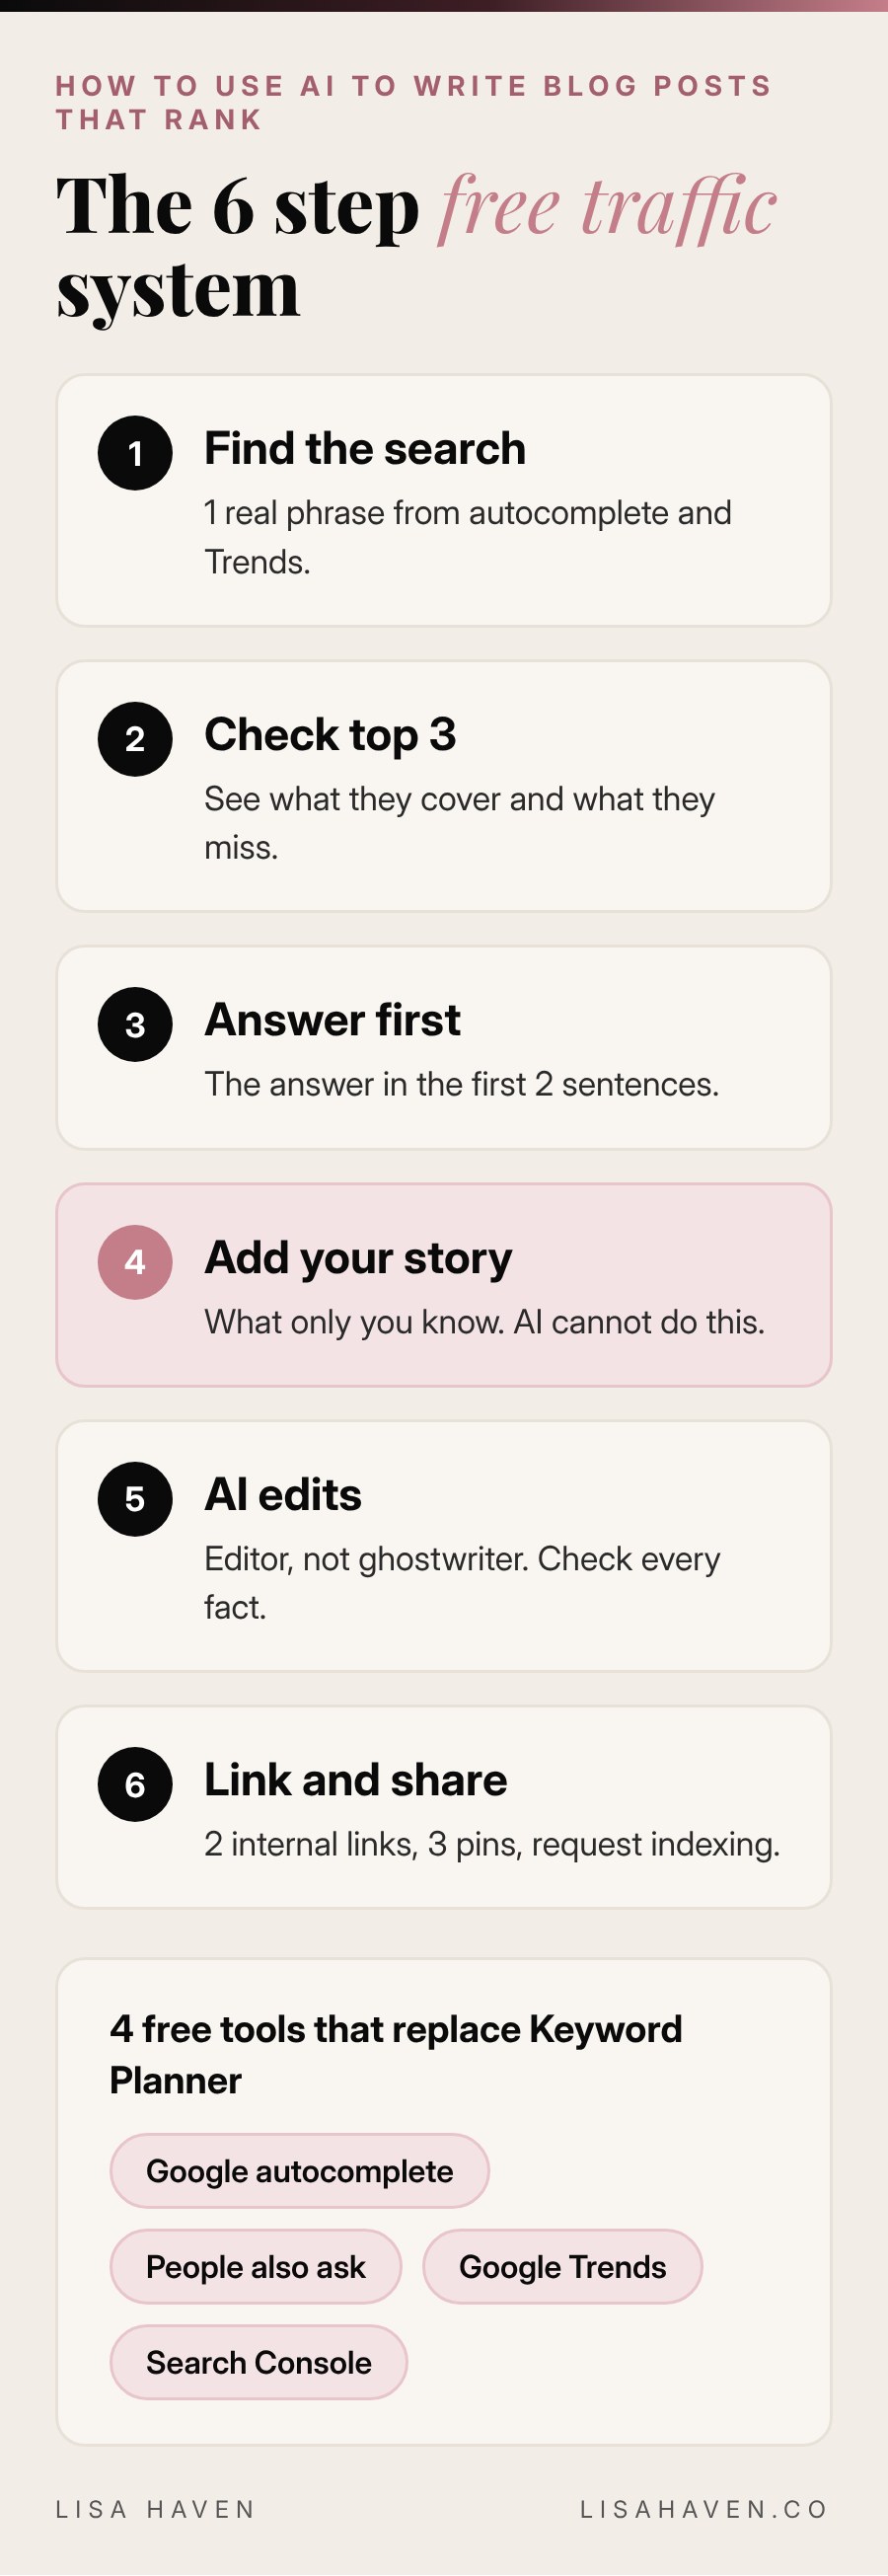 HOW TO USE AI TO WRITE BLOG POSTS
THAT RANK
The 6 step free traffic
system
1 Find the search
1 real phrase from autocomplete and
Trends.
2 Check top 3
See what they cover and what they
miss.
3 Answer first
The answer in the first 2 sentences.
4 Add your story
What only you know. AI cannot do this.
5 AI edits
Editor, not ghostwriter. Check every
fact.
6 Link and share
2 internal links, 3 pins, request indexing.
4 free tools that replace Keyword
Planner
Google autocomplete
People also ask Google Trends
Search Console
LISA HAVEN LISAHAVEN.CO